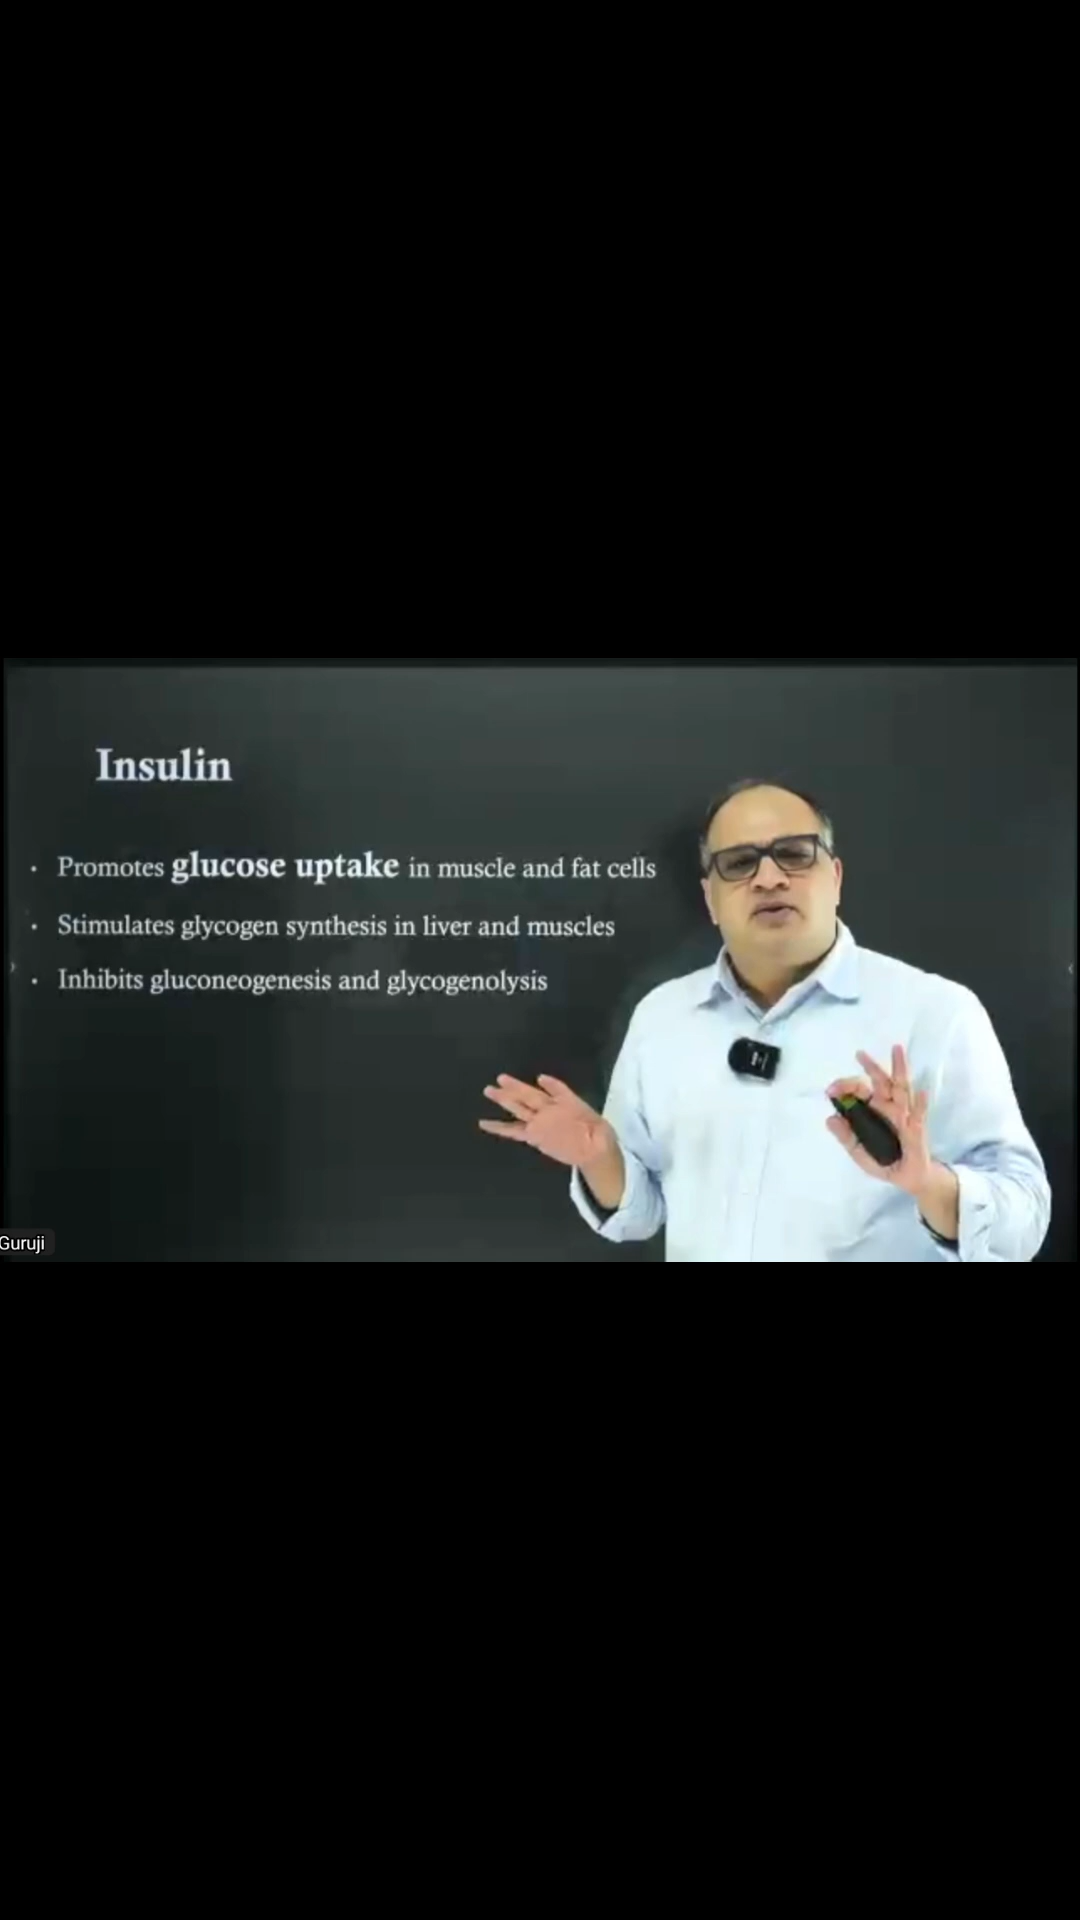 Insulin
• Promotes glucose uptake in muscle and fat cells
• Stimulates glycogen synthesis in liver and muscles
• Inhibits gluconeogenesis and glycogenolysis
Guruji